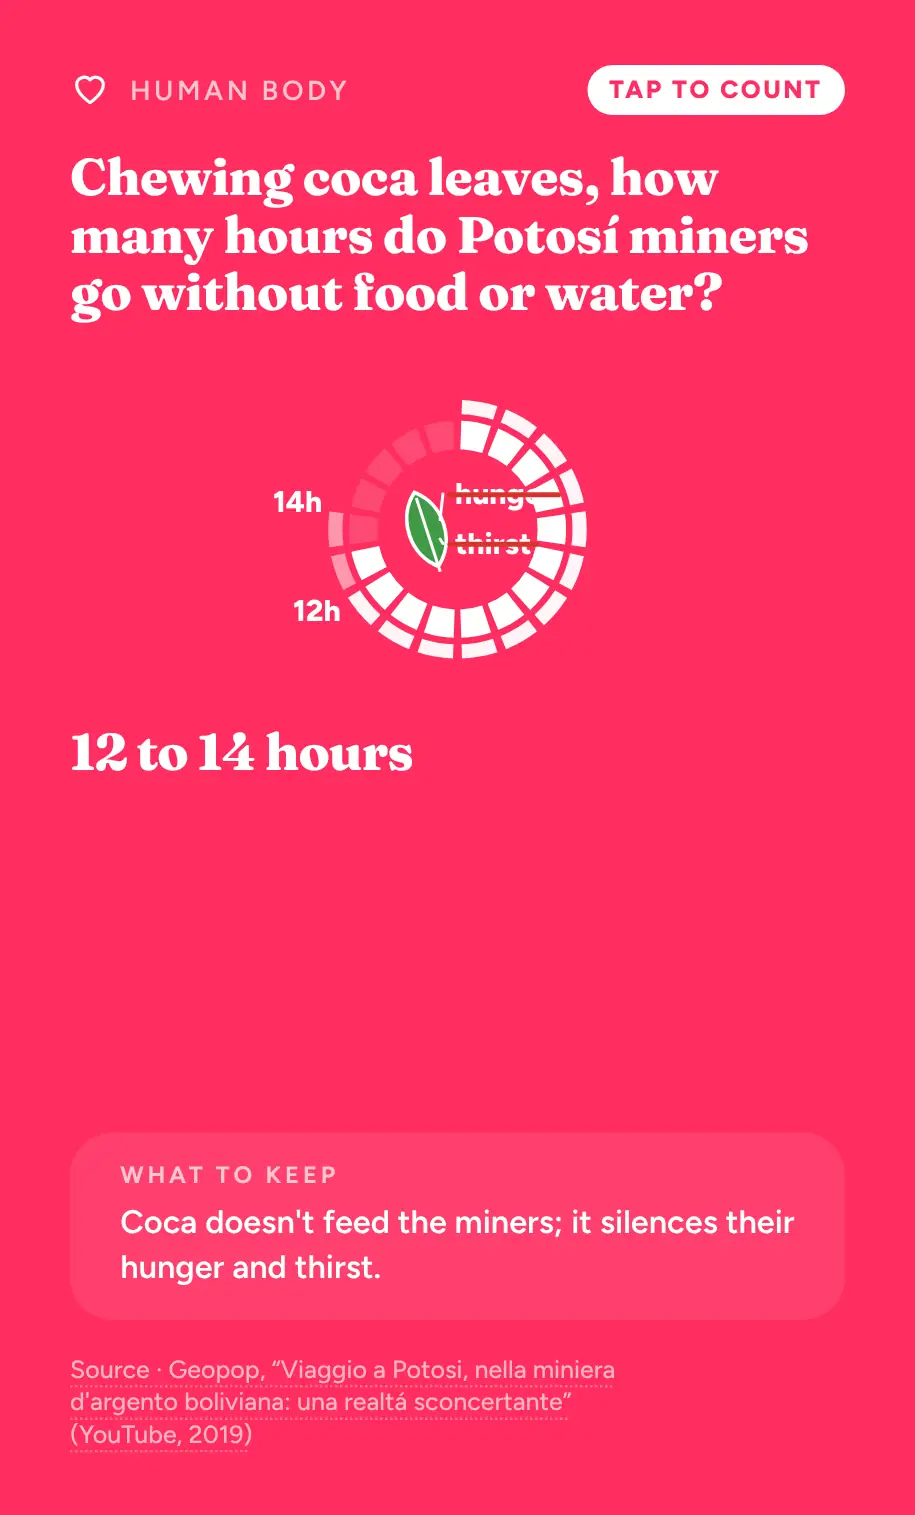 HUMAN BODY
TAP TO COUNT
Chewing coca leaves, how
many hours do Potosí miners
go without food or water?
14h
thirst
12h
12 to 14 hours
WHAT TO KEEP
Coca doesn't feed the miners; it silences their
hunger and thirst.
Source · Geopop, “Viaggio a Potosi, nella miniera
d'argento boliviana: una realtá sconcertante”
(YouTube, 2019)